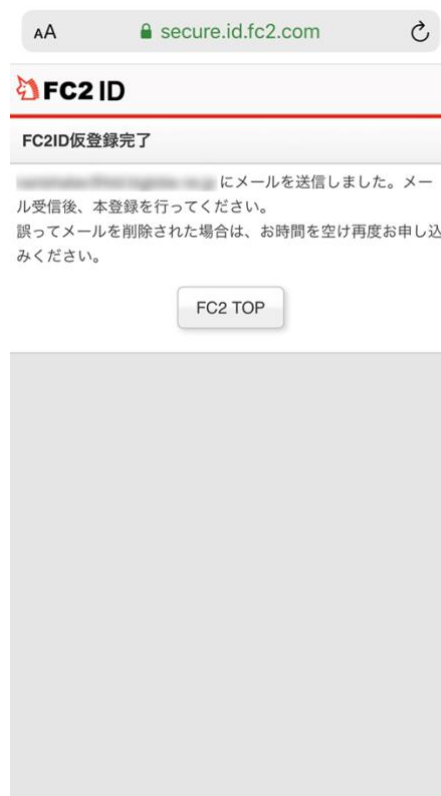 AA
secure.id.fc2.com
FC2 ID
FC2ID仮登録完了
にメールを送信しました。メー
ル受信後、本登録を行ってください。
誤ってメールを削除された場合は、お時間を空け再度お申し込
みください。
FC2 TOP